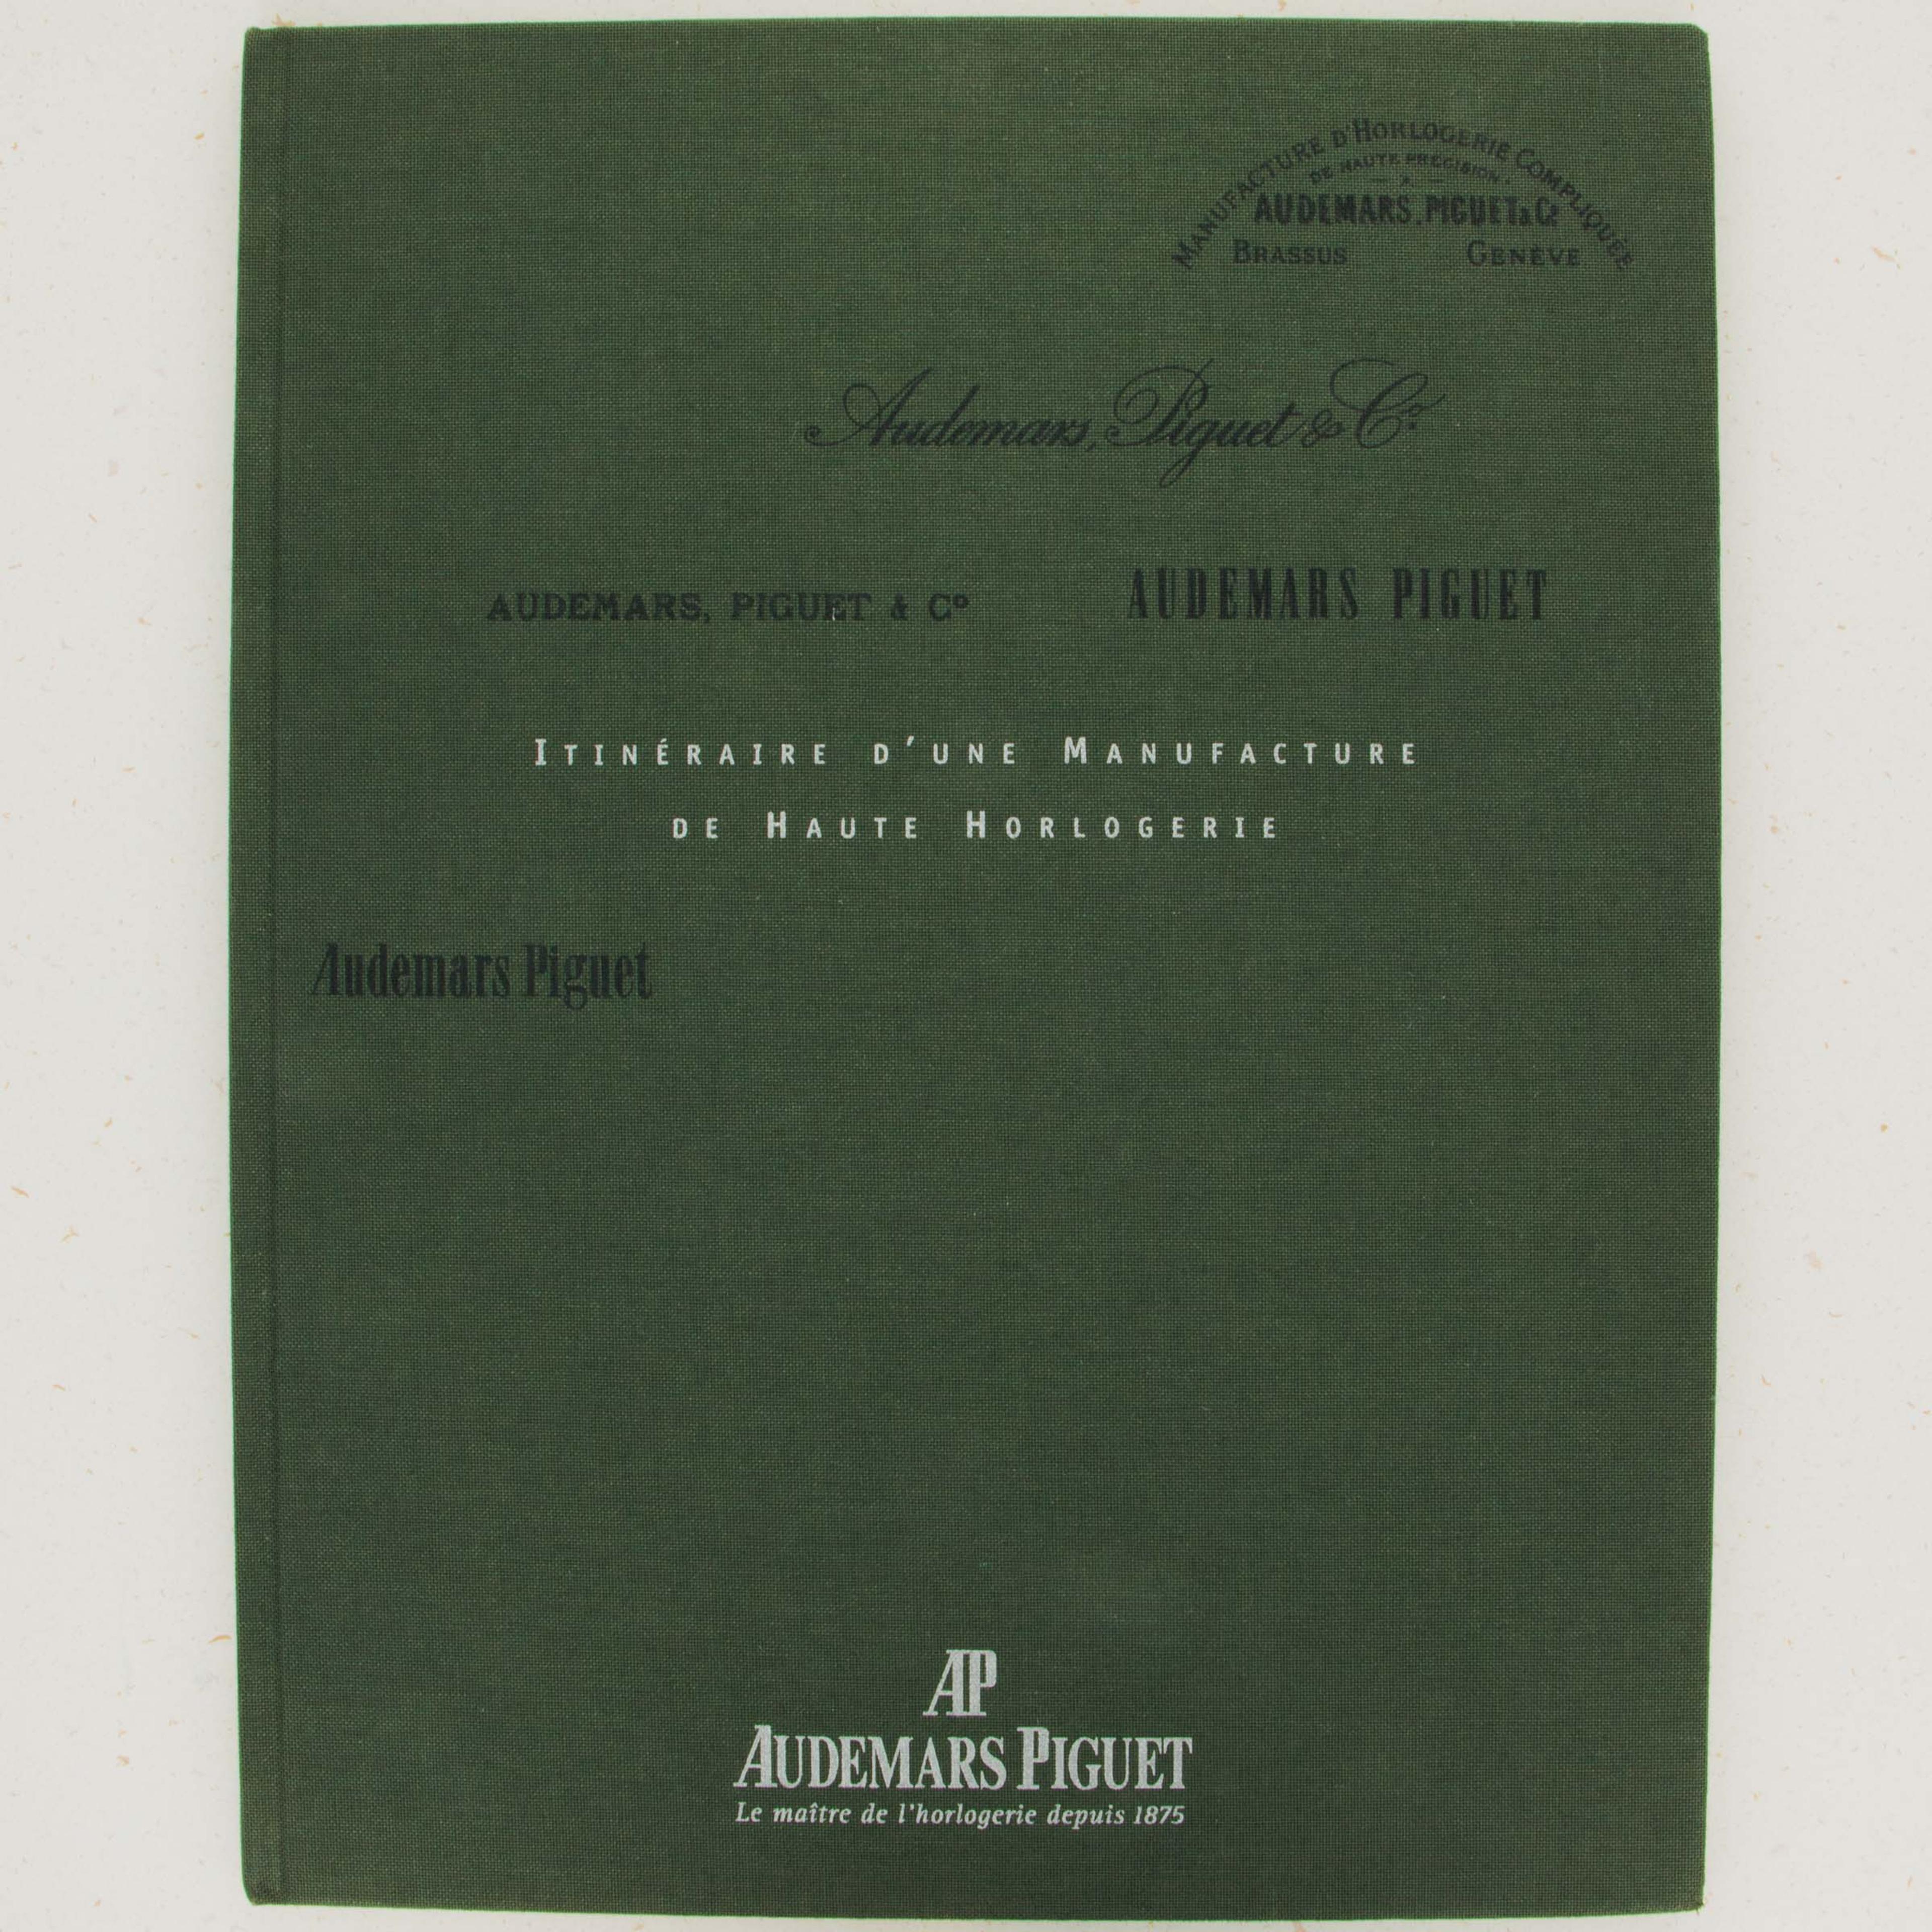 MANUFACTURE D'HORLOGERIE COMPLIQUÉE
DE HAUTE PRÉCISION.
AUDEMARS, PIGUET & Co
BRASSUS GENÈVE
Audemars, Piguet & Co
AUDEMARS, PIGUET & Co
AUDEMARS PIGUET
ITINÉRAIRE D'UNE MANUFACTURE
DE HAUTE HORLOGERIE
Audemars Piguet
AP
AUDEMARS PIGUET
Le maître de l'horlogerie depuis 1875